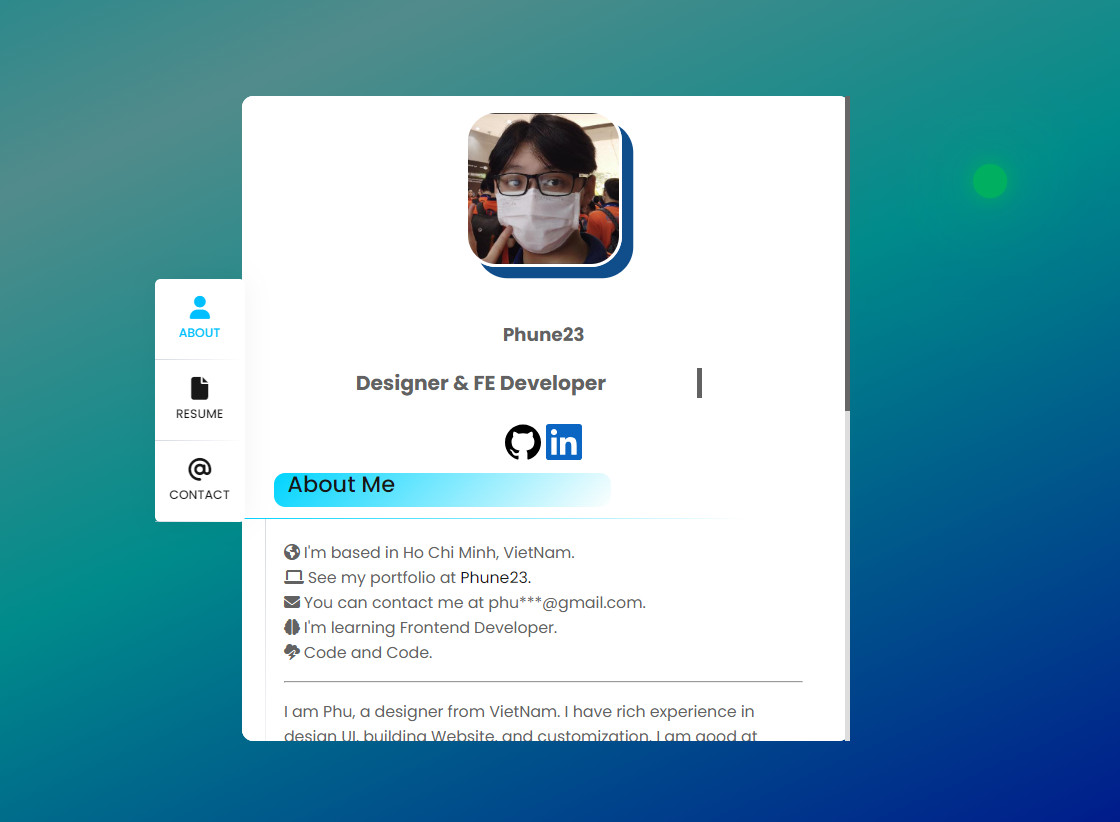 Phune23
Designer & FE Developer
in
ABOUT
RESUME
CONTACT
About Me
I'm based in Ho Chi Minh, VietNam.
See my portfolio at Phune23.
You can contact me at phu***@gmail.com.
I'm learning Frontend Developer.
Code and Code.
I am Phu, a designer from VietNam. I have rich experience in
design UI, building Website, and customization. I am good at